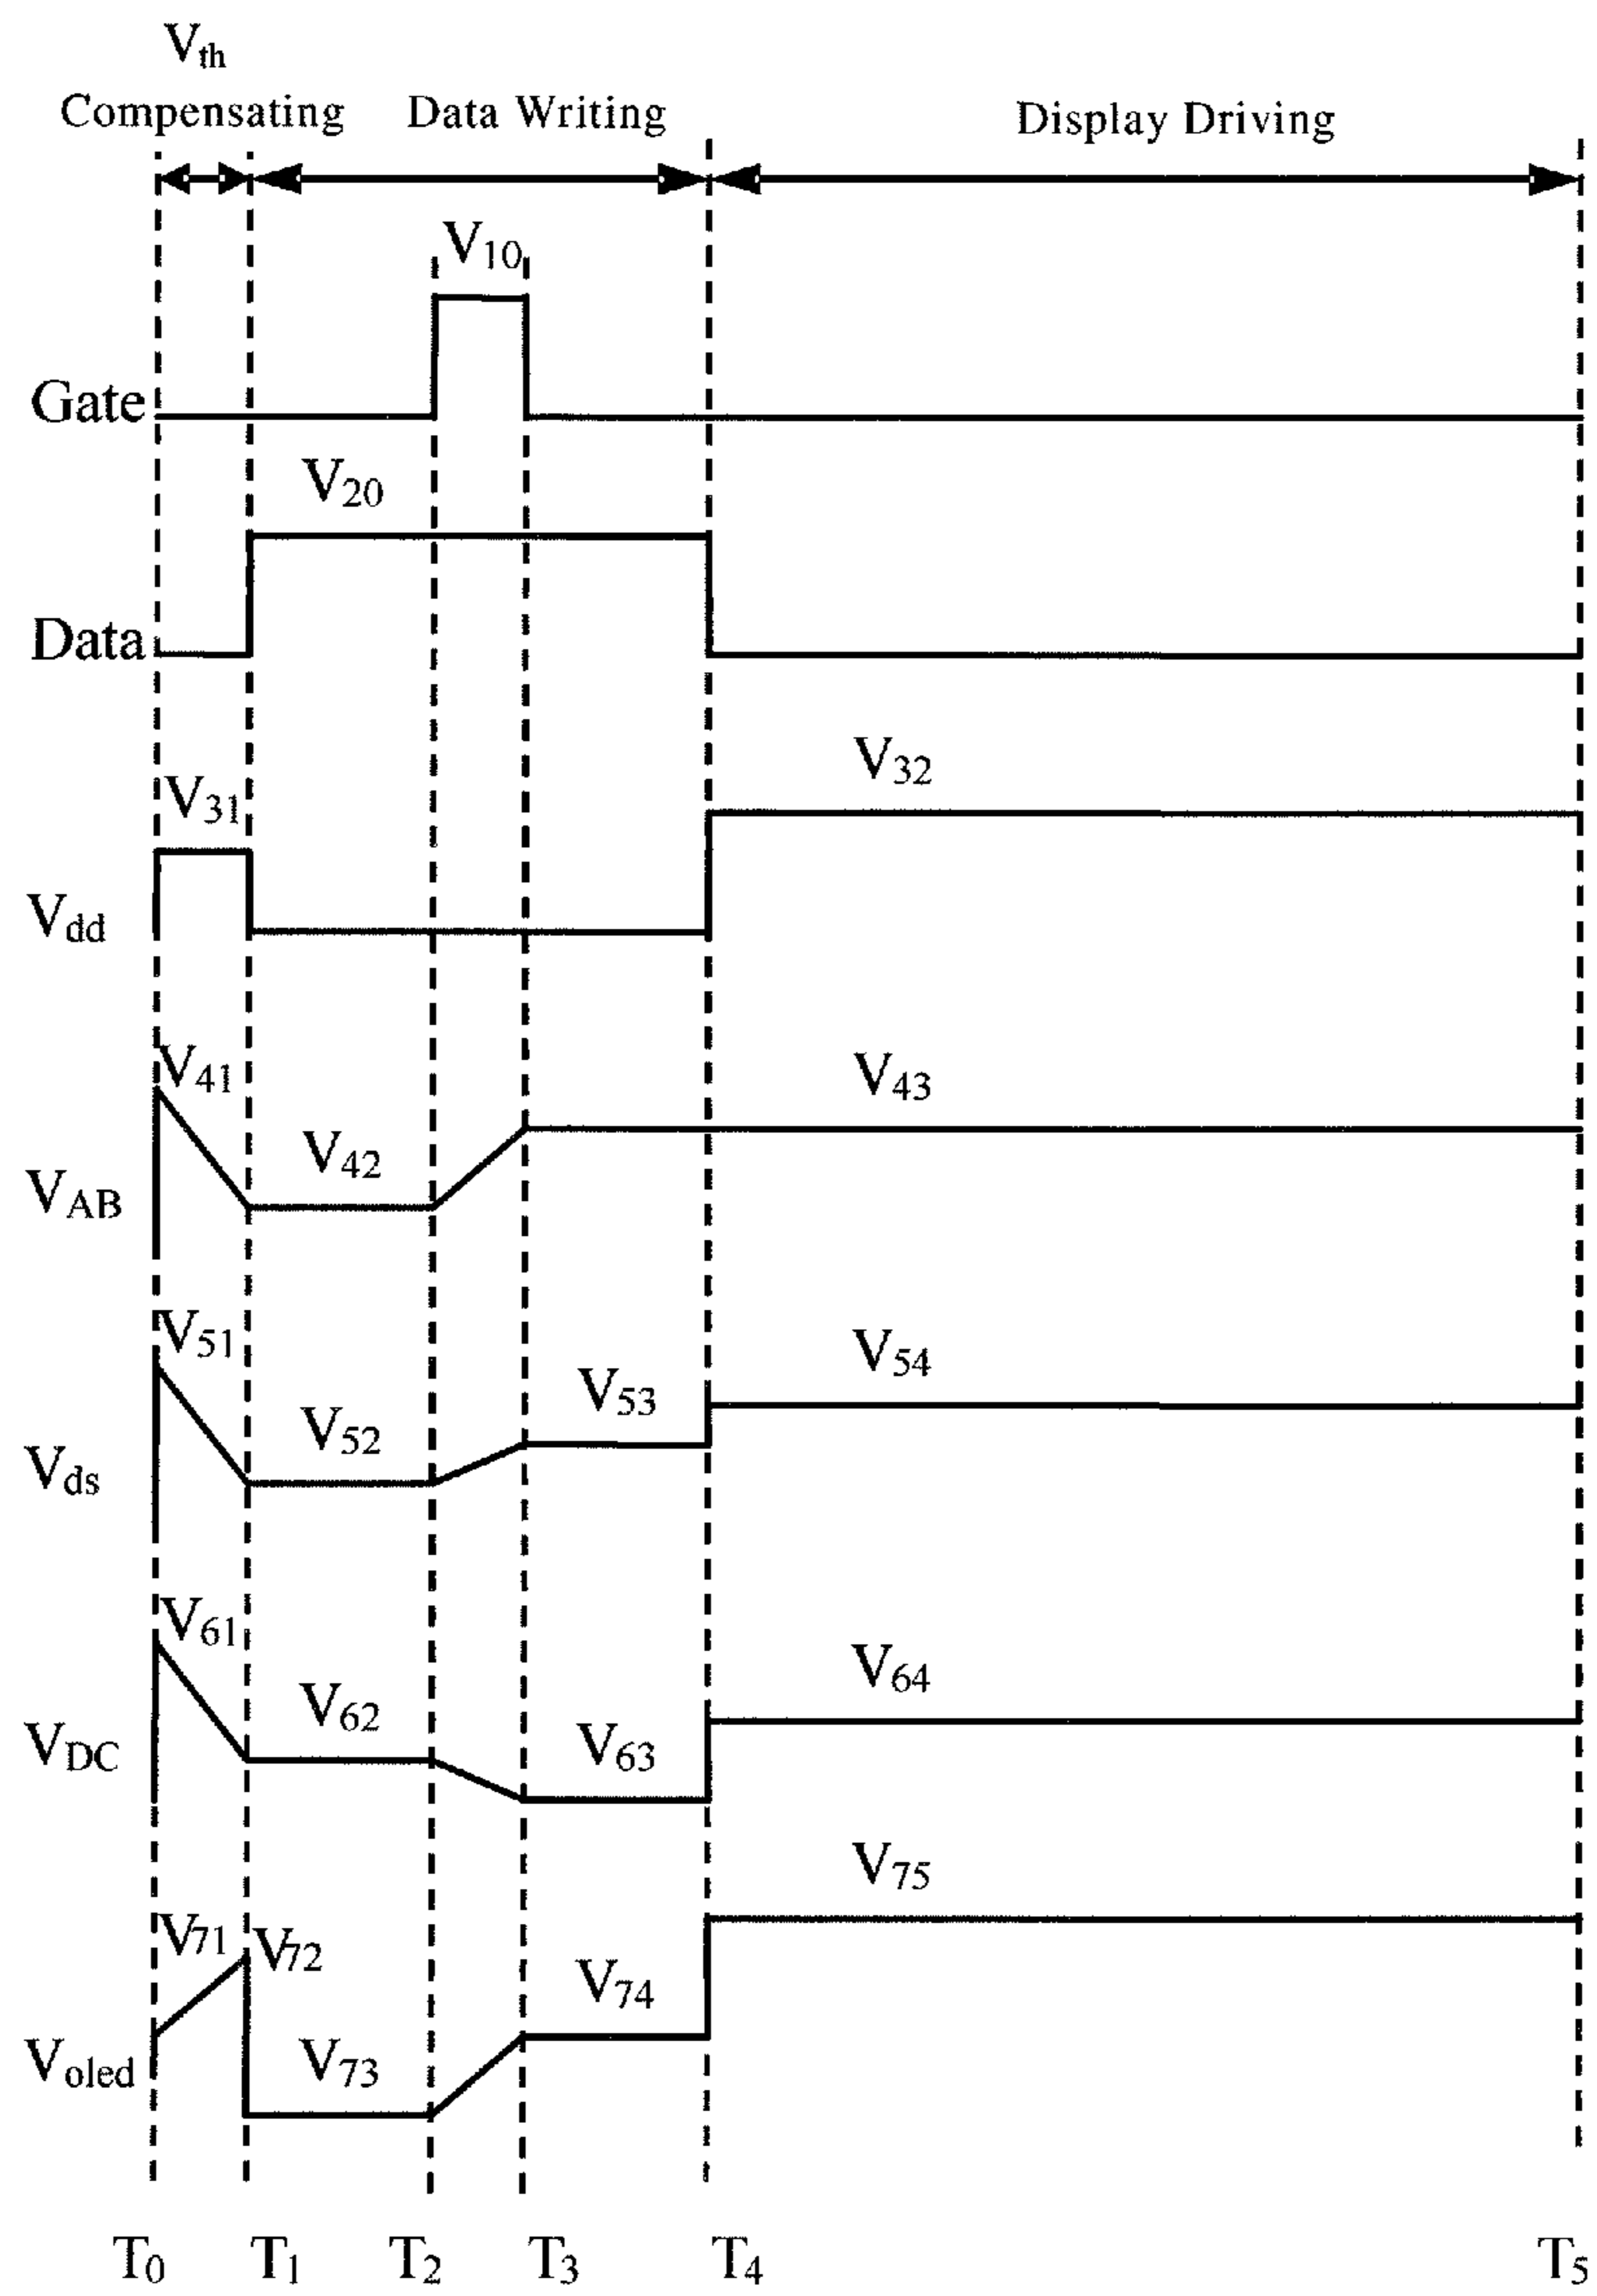 Vth
Compensating Data Writing Display Driving
V10
Gate
V20
Data
V32
V31
Vdd
V41 V43
V42
VAB
V51 V54
V53
V52
Vds
V61
V64
V62
VDC V63
V75
V71 V72
V74
Voled V73
T0 T1 T2 T3 T4 T5